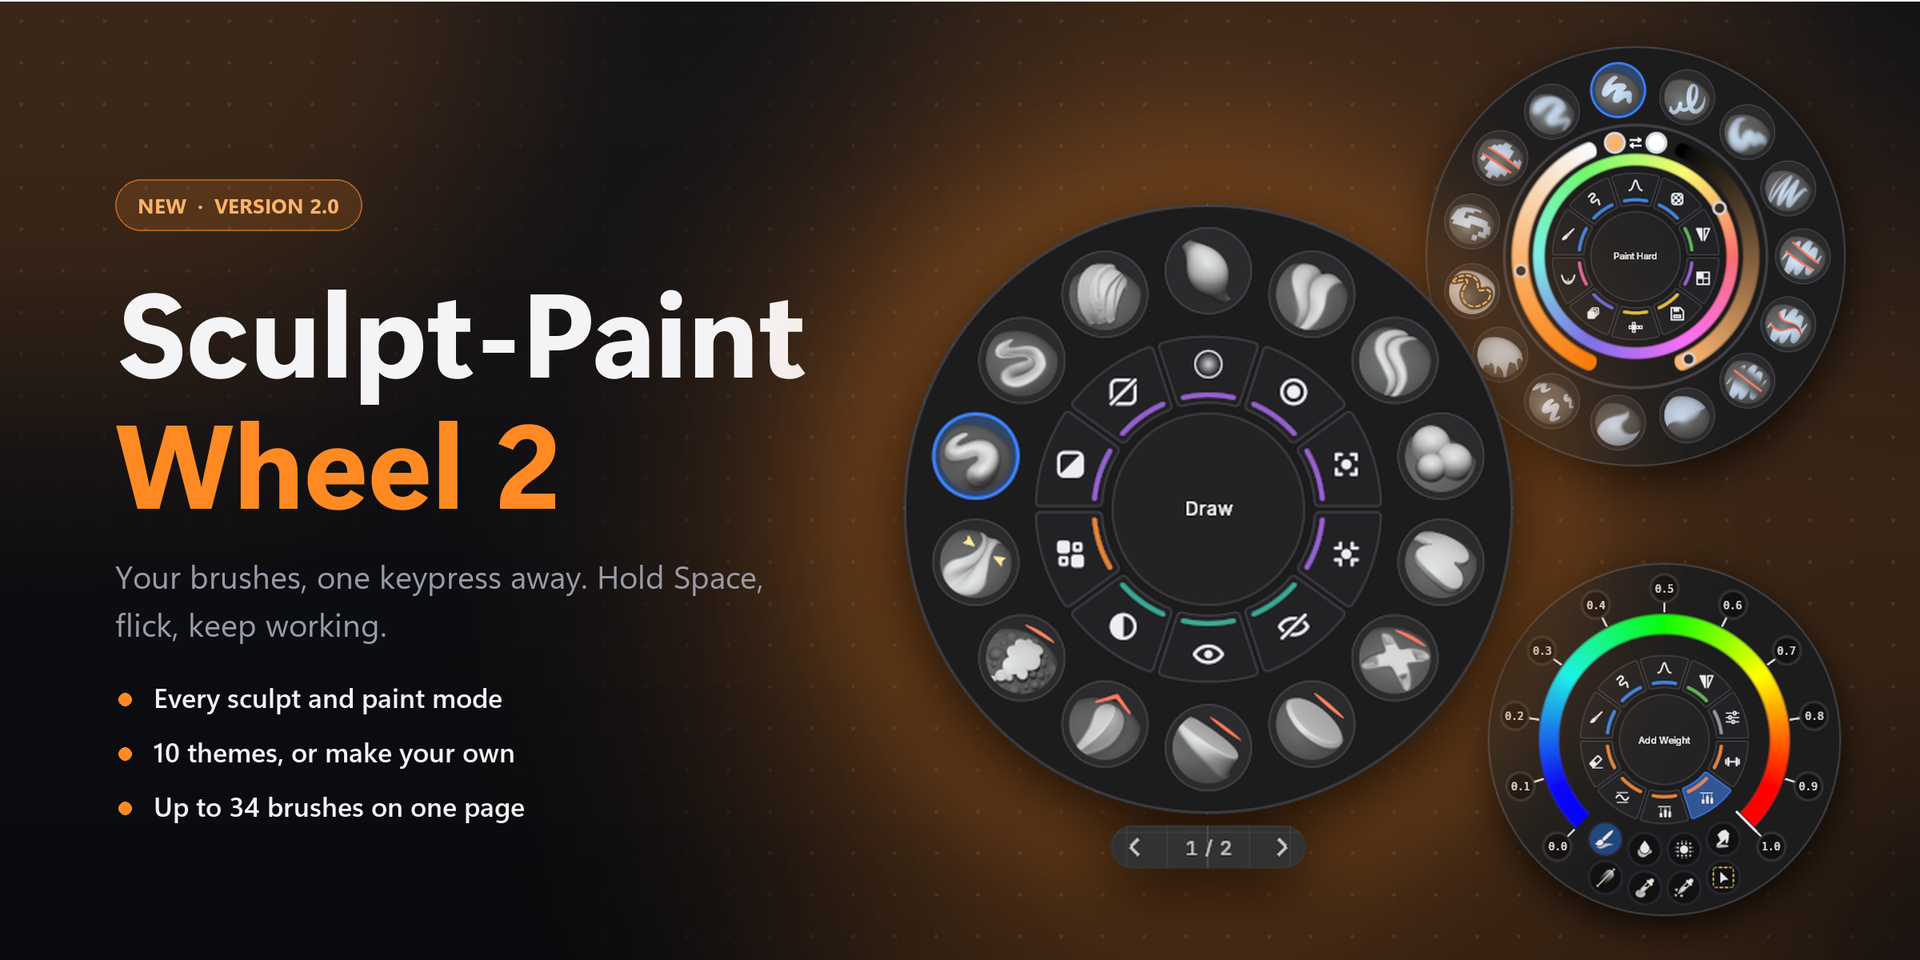 NEW · VERSION 2.0
Sculpt-Paint
Wheel 2
Your brushes, one keypress away. Hold Space,
flick, keep working.
Every sculpt and paint mode
10 themes, or make your own
Up to 34 brushes on one page
Draw
1 / 2
Paint Hard
0.5
0.4
0.6
0.3
0.7
0.2
0.8
Add Weight
0.1
0.9
0.0
1.0